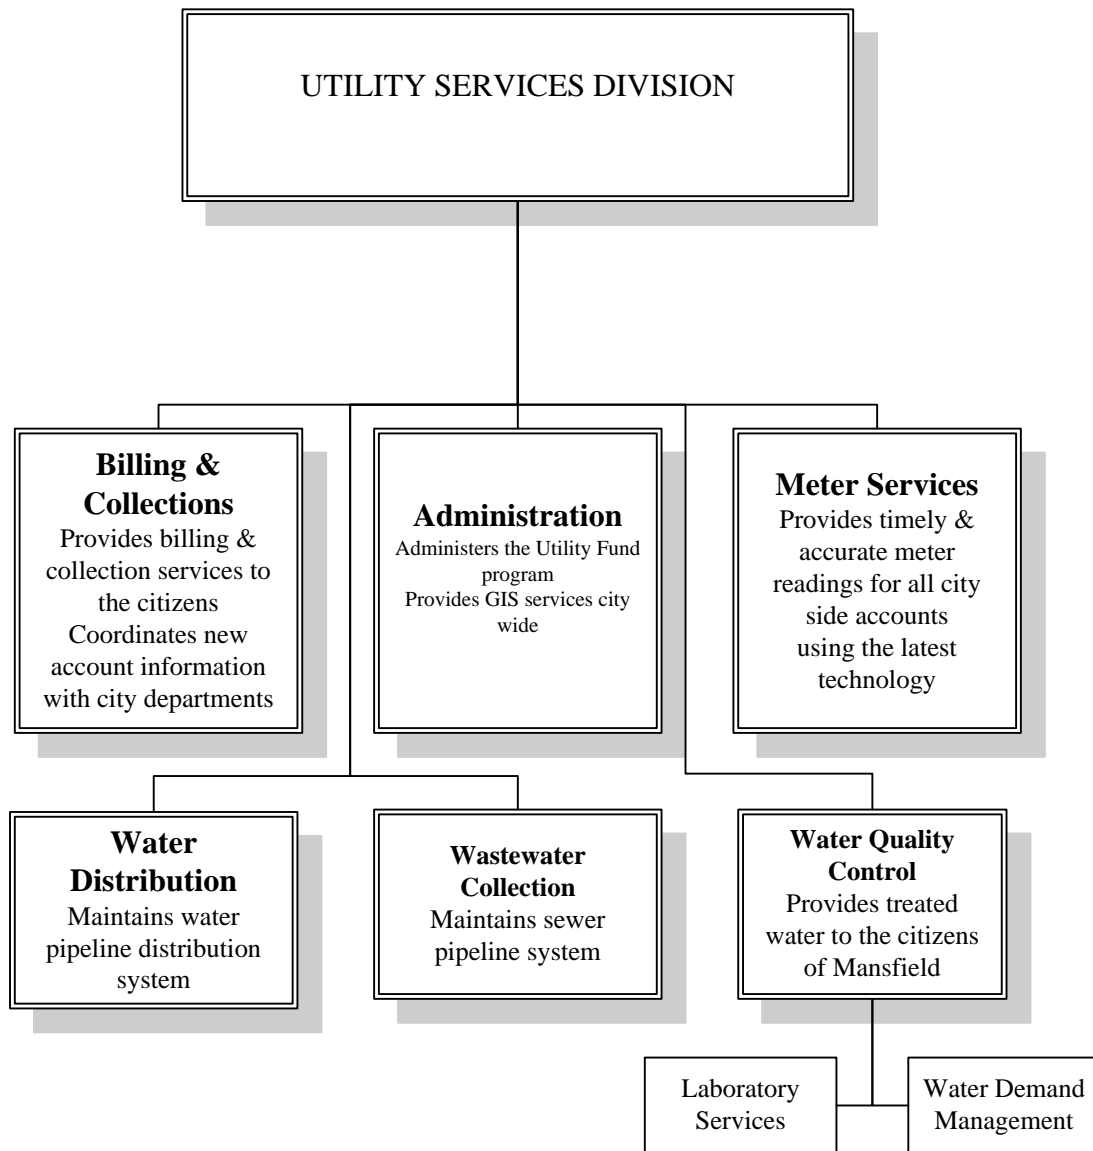 UTILITY SERVICES DIVISION
Billing &
Collections
Provides billing &
collection services to
the citizens
Coordinates new
account information
with city departments
Administration
Administers the Utility Fund
program
Provides GIS services city
wide
Meter Services
Provides timely &
accurate meter
readings for all city
side accounts
using the latest
technology
Water
Distribution
Maintains water
pipeline distribution
system
Wastewater
Collection
Maintains sewer
pipeline system
Water Quality
Control
Provides treated
water to the citizens
of Mansfield
Laboratory
Services
Water Demand
Management